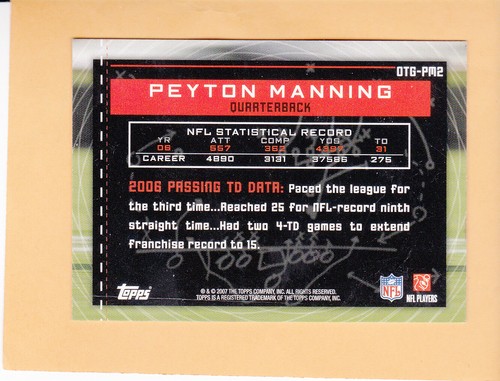 OTG-PM2
PEYTON MANNING
QUARTERBACK
NFL STATISTICAL RECORD
YR ATT COMP YDS TD
06 557 362 4397 31
CAREER 4890 3131 37586 275
2006 PASSING TD DATA: Paced the league for
the third time...Reached 25 for NFL-record ninth
straight time...Had two 4-TD games to extend
franchise record to 15.
Topps
® & © 2007 THE TOPPS COMPANY, INC. ALL RIGHTS RESERVED.
TOPPS IS A REGISTERED TRADEMARK OF THE TOPPS COMPANY, INC.
NFL
NFL PLAYERS